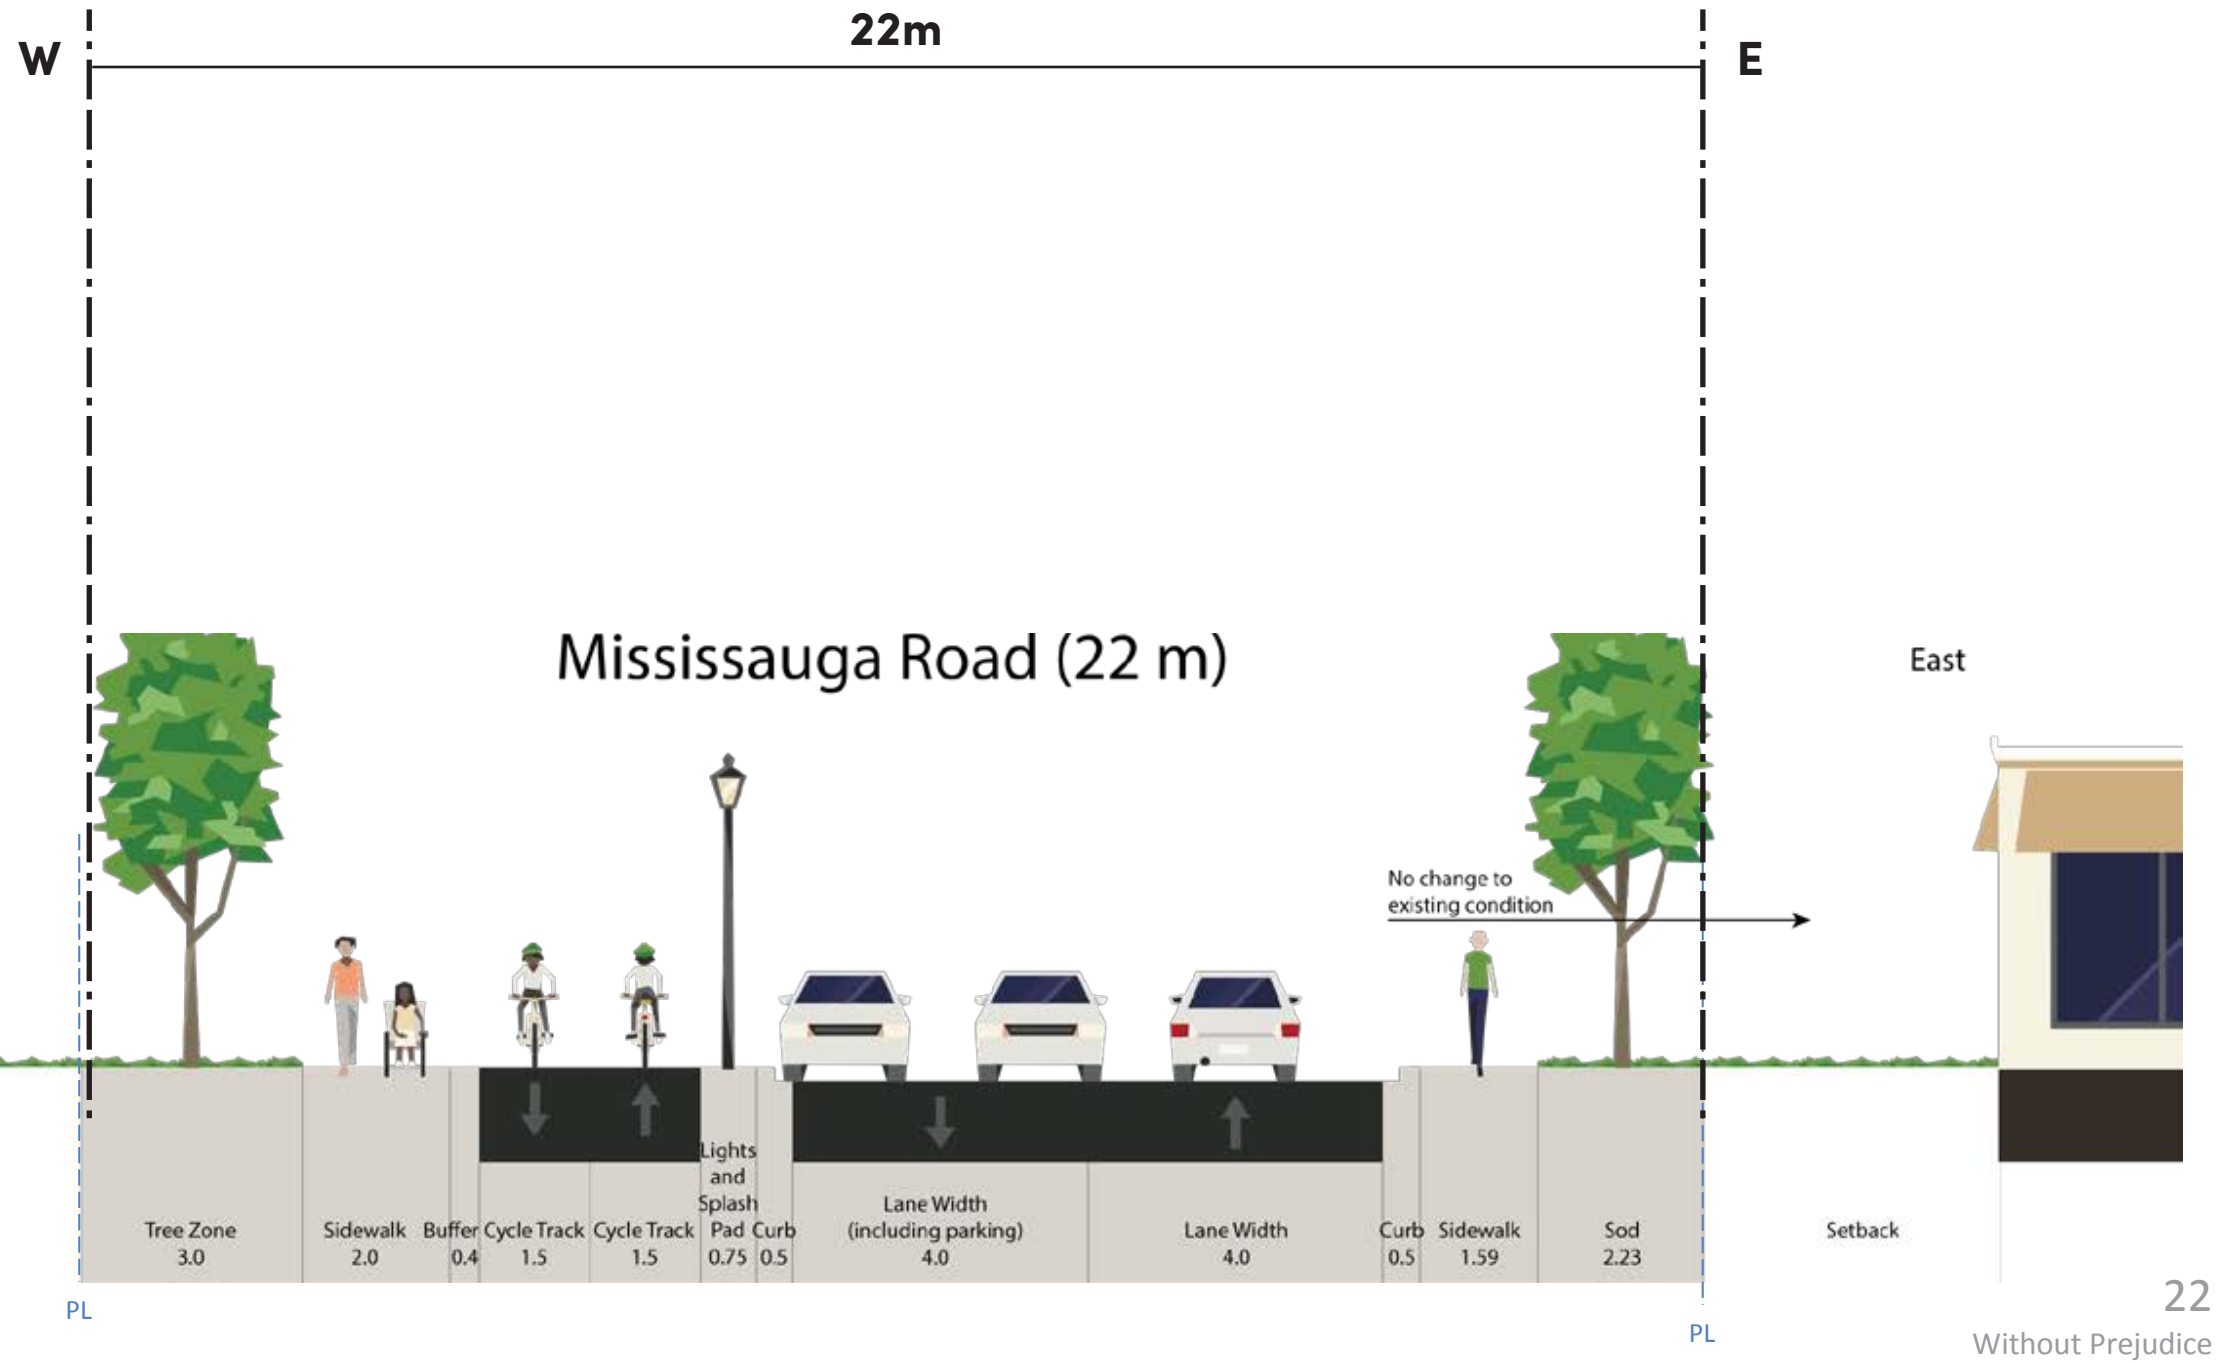 22m
W
E
Mississauga Road (22 m)
East
No change to
existing condition
Tree Zone
3.0
Sidewalk
2.0
Buffer
0.4
Cycle Track
1.5
Cycle Track
1.5
Lights
and
Splash
Pad
0.75
Curb
0.5
Lane Width
(including parking)
4.0
Lane Width
4.0
Curb
0.5
Sidewalk
1.59
Sod
2.23
Setback
PL
PL
22
Without Prejudice